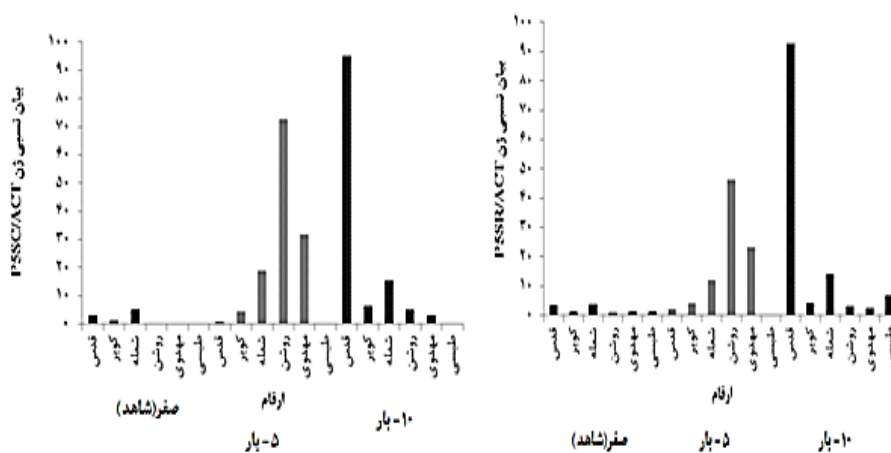 بیان نسبی ژن P5SC/ACT
۱۰۰
۹۰
۸۰
۷۰
۶۰
۵۰
۴۰
۳۰
۲۰
۱۰
۰
قدس کویر شعله روشن مهدوی طبسی قدس کویر شعله روشن مهدوی طبسی قدس کویر شعله روشن مهدوی طبسی
ارقام
صفر(شاهد)
۵- بار
۱۰- بار
بیان نسبی ژن P5SR/ACT
۱۰۰
۹۰
۸۰
۷۰
۶۰
۵۰
۴۰
۳۰
۲۰
۱۰
۰
قدس کویر شعله روشن مهدوی طبسی قدس کویر شعله روشن مهدوی طبسی قدس کویر شعله روشن مهدوی طبسی
ارقام
صفر(شاهد)
۵- بار
۱۰- بار